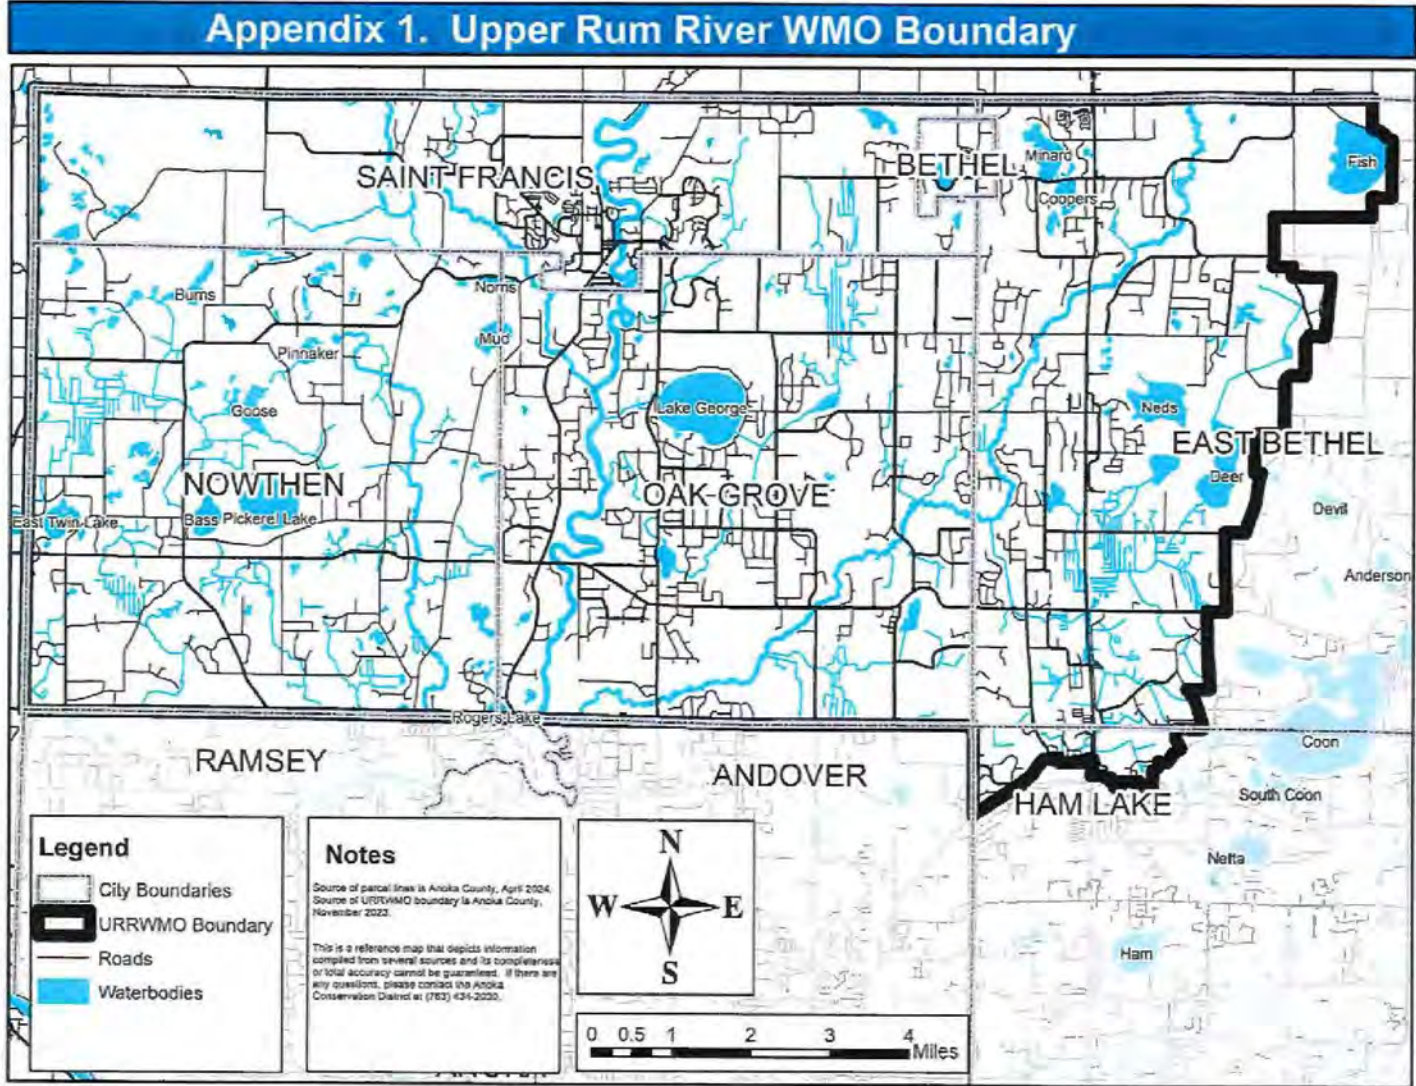 Appendix 1. Upper Rum River WMO Boundary
SAINT FRANCIS
BETHEL
Minard
Fish
Coopers
Burns
Norris
Mud
Pinnaker
Goose
Lake George
Neds
EAST BETHEL
Deer
NOWTHEN
OAK GROVE
East Twin Lake
Bass Pickerel Lake
Devil
Anderson
Rogers Lake
RAMSEY
ANDOVER
Coon
HAM LAKE
South Coon
Netta
Ham
Legend
City Boundaries
URRWMO Boundary
Roads
Waterbodies
Notes
Source of parcel lines is Anoka County, April 2024.
Source of URRWMO boundary is Anoka County,
November 2023.
This is a reference map that depicts information
compiled from several sources and its completeness
or total accuracy cannot be guaranteed. If there are
any questions, please contact the Anoka
Conservation District at (763) 434-2030.
N
W E
S
0 0.5 1 2 3 4
Miles